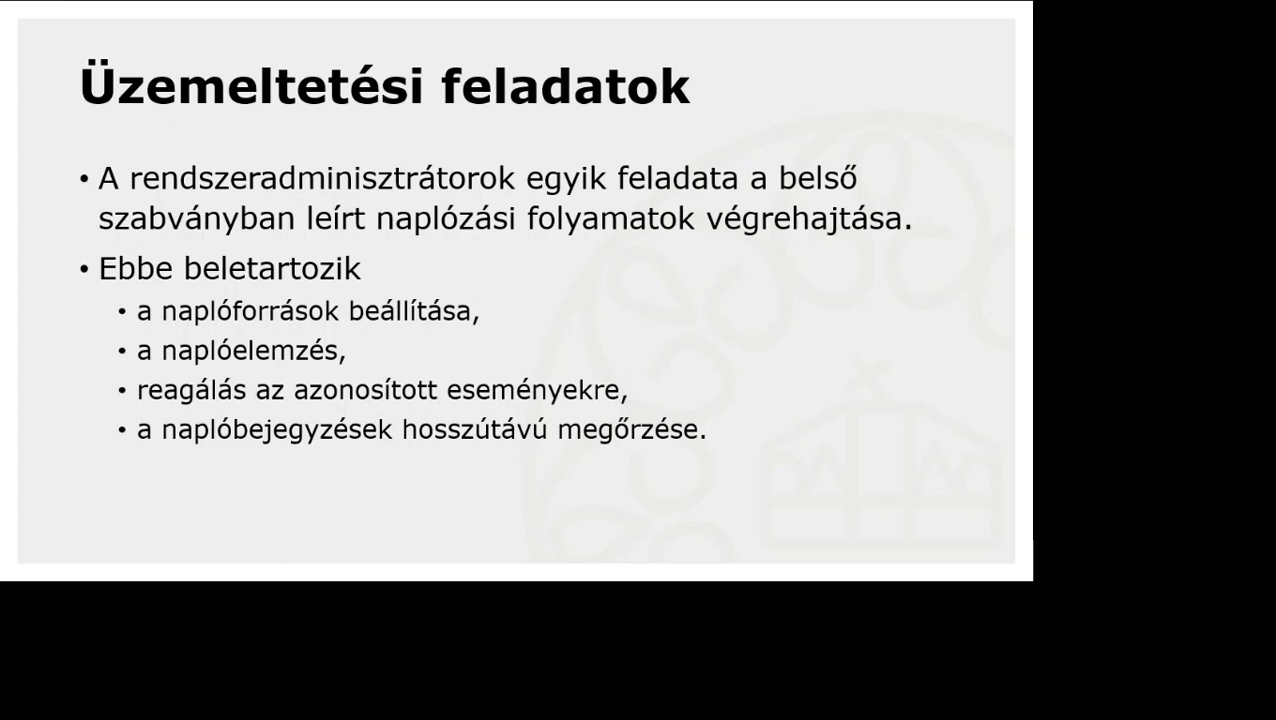 Üzemeltetési feladatok
• A rendszeradminisztrátorok egyik feladata a belső
szabványban leírt naplózási folyamatok végrehajtása.
• Ebbe beletartozik
• a naplóforrások beállítása,
• a naplóelemzés,
• reagálás az azonosított eseményekre,
• a naplóbejegyzések hosszútávú megőrzése.